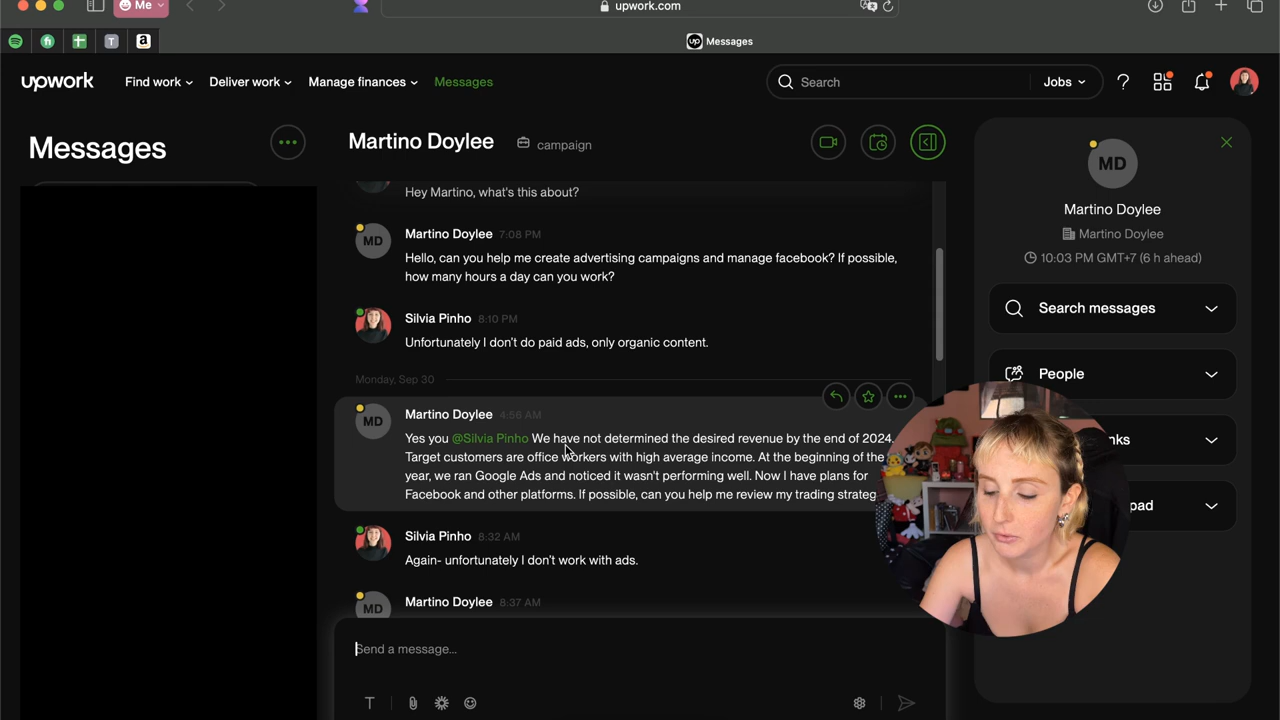 Me
upwork.com
Messages
upwork
Find work
Deliver work
Manage finances
Messages
Search
Jobs
Messages
Martino Doylee
campaign
Hey Martino, what's this about?
MD
Martino Doylee 7:08 PM
Hello, can you help me create advertising campaigns and manage facebook? If possible,
how many hours a day can you work?
Silvia Pinho 8:10 PM
Unfortunately I don't do paid ads, only organic content.
Monday, Sep 30
MD
Martino Doylee 4:56 AM
Yes you @Silvia Pinho We have not determined the desired revenue by the end of 2024.
Target customers are office workers with high average income. At the beginning of the
year, we ran Google Ads and noticed it wasn't performing well. Now I have plans for
Facebook and other platforms. If possible, can you help me review my trading
Silvia Pinho 8:32 AM
Again- unfortunately I don't work with ads.
MD
Martino Doylee 8:37 AM
Send a message...
MD
Martino Doylee
Martino Doylee
10:03 PM GMT+7 (6 h ahead)
Search messages
People